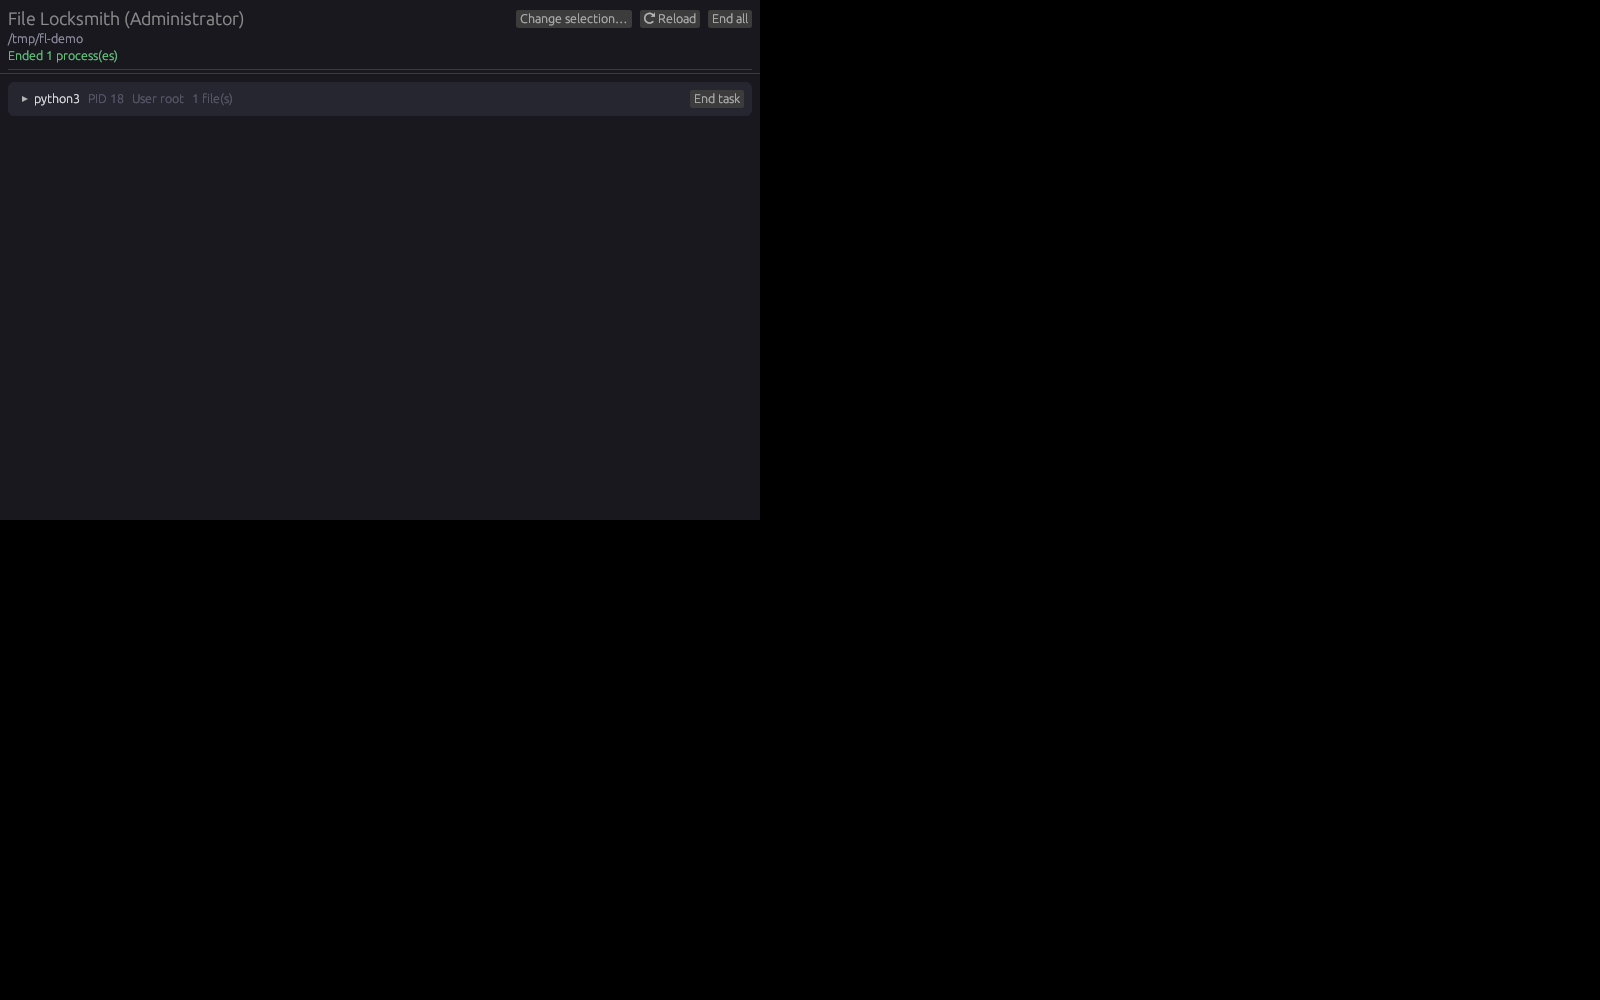 File Locksmith (Administrator) Change selection... Reload End all
/tmp/fl-demo
Ended 1 process(es)
python3 PID 18 User root 1 file(s) End task